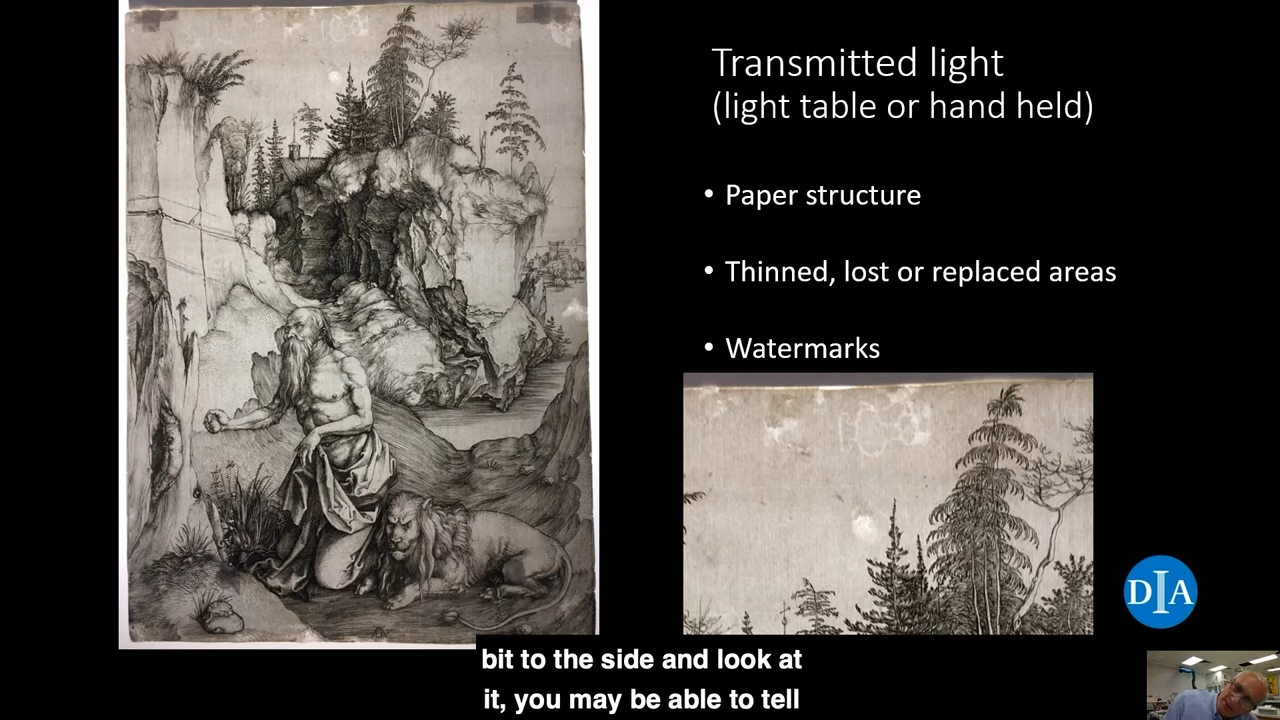 Transmitted light
(light table or hand held)
• Paper structure
• Thinned, lost or replaced areas
• Watermarks
DIA
bit to the side and look at
it, you may be able to tell